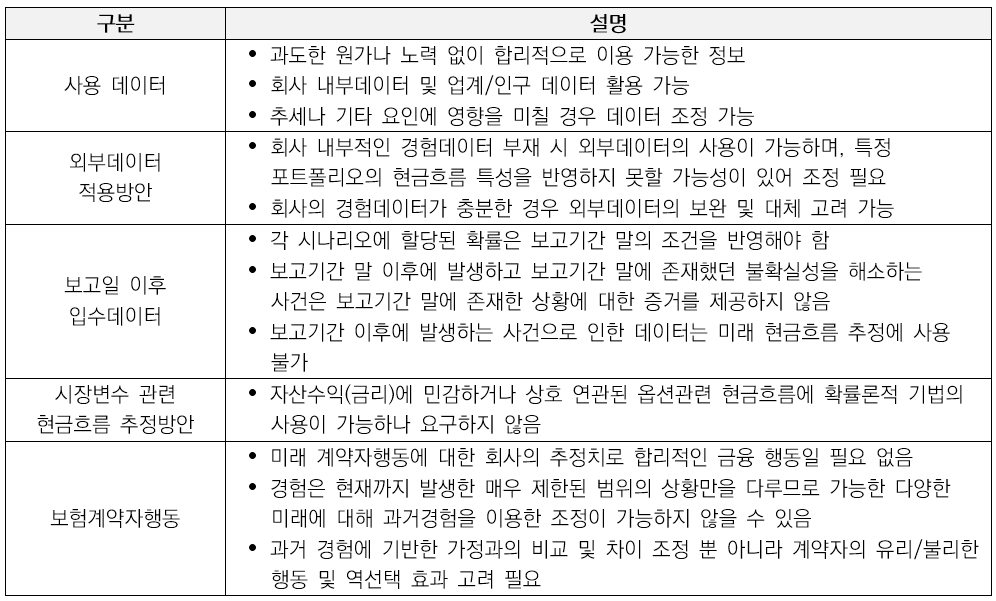 구분
설명
사용 데이터
• 과도한 원가나 노력 없이 합리적으로 이용 가능한 정보
• 회사 내부데이터 및 업계/인구 데이터 활용 가능
• 추세나 기타 요인에 영향을 미칠 경우 데이터 조정 가능
외부데이터
적용방안
• 회사 내부적인 경험데이터 부재 시 외부데이터의 사용이 가능하며, 특정
포트폴리오의 현금흐름 특성을 반영하지 못할 가능성이 있어 조정 필요
• 회사의 경험데이터가 충분한 경우 외부데이터의 보완 및 대체 고려 가능
보고일 이후
입수데이터
• 각 시나리오에 할당된 확률은 보고기간 말의 조건을 반영해야 함
• 보고기간 말 이후에 발생하고 보고기간 말에 존재했던 불확실성을 해소하는
사건은 보고기간 말에 존재한 상황에 대한 증거를 제공하지 않음
• 보고기간 이후에 발생하는 사건으로 인한 데이터는 미래 현금흐름 추정에 사용
불가
시장변수 관련
현금흐름 추정방안
• 자산수익(금리)에 민감하거나 상호 연관된 옵션관련 현금흐름에 확률론적 기법의
사용이 가능하나 요구하지 않음
보험계약자행동
• 미래 계약자행동에 대한 회사의 추정치로 합리적인 금융 행동일 필요 없음
• 경험은 현재까지 발생한 매우 제한된 범위의 상황만을 다루므로 가능한 다양한
미래에 대해 과거경험을 이용한 조정이 가능하지 않을 수 있음
• 과거 경험에 기반한 가정과의 비교 및 차이 조정 뿐 아니라 계약자의 유리/불리한
행동 및 역선택 효과 고려 필요